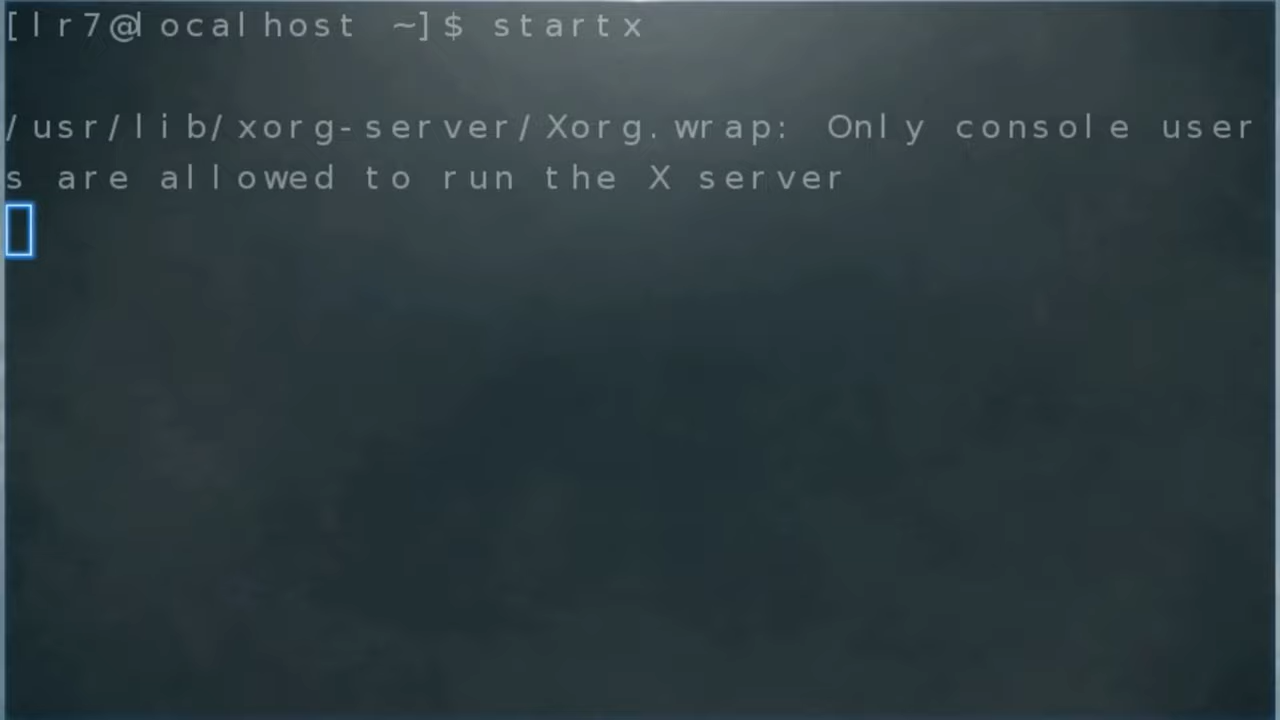 [lr7@localhost ~]$ startx
/usr/lib/xorg-server/Xorg.wrap: Only console user
s are allowed to run the X server